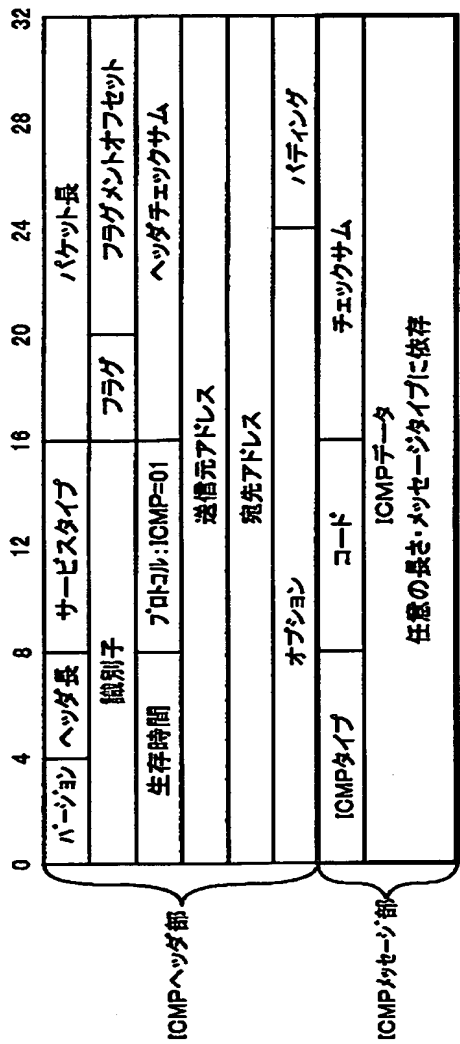 0 4 8 12 16 20 24 28 32
バージョン ヘッダ長 サービスタイプ パケット長
識別子 フラグ フラグメントオフセット
生存時間 プロトコル:ICMP=01 ヘッダチェックサム
送信元アドレス
宛先アドレス
オプション パディング
ICMPタイプ コード チェックサム
ICMPデータ
任意の長さ・メッセージタイプに依存
ICMPヘッダ部
ICMPメッセージ部